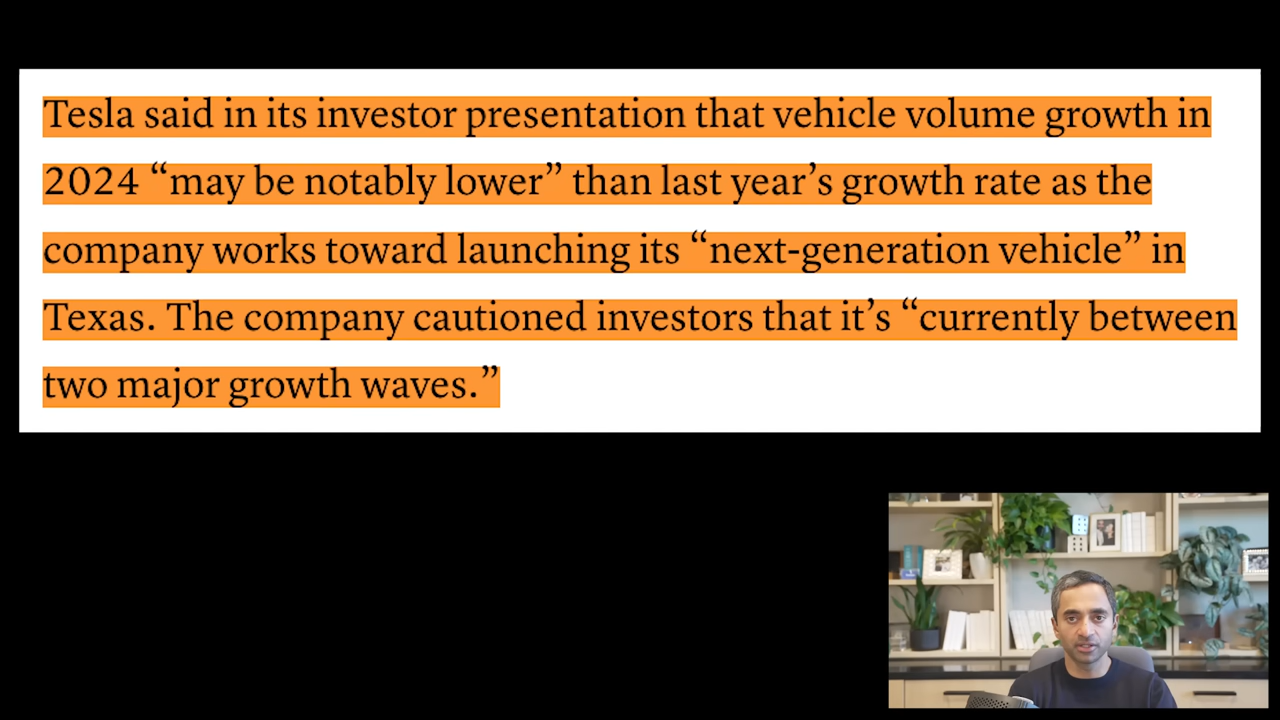 Tesla said in its investor presentation that vehicle volume growth in
2024 “may be notably lower” than last year’s growth rate as the
company works toward launching its “next-generation vehicle” in
Texas. The company cautioned investors that it’s “currently between
two major growth waves.”